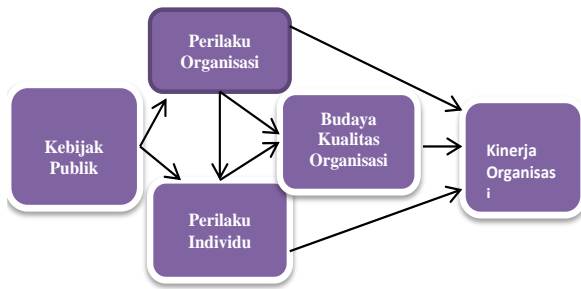 Perilaku
Organisasi
Kebijak
Publik
Budaya
Kualitas
Organisasi
Kinerja
Organisas
i
Perilaku
Individu